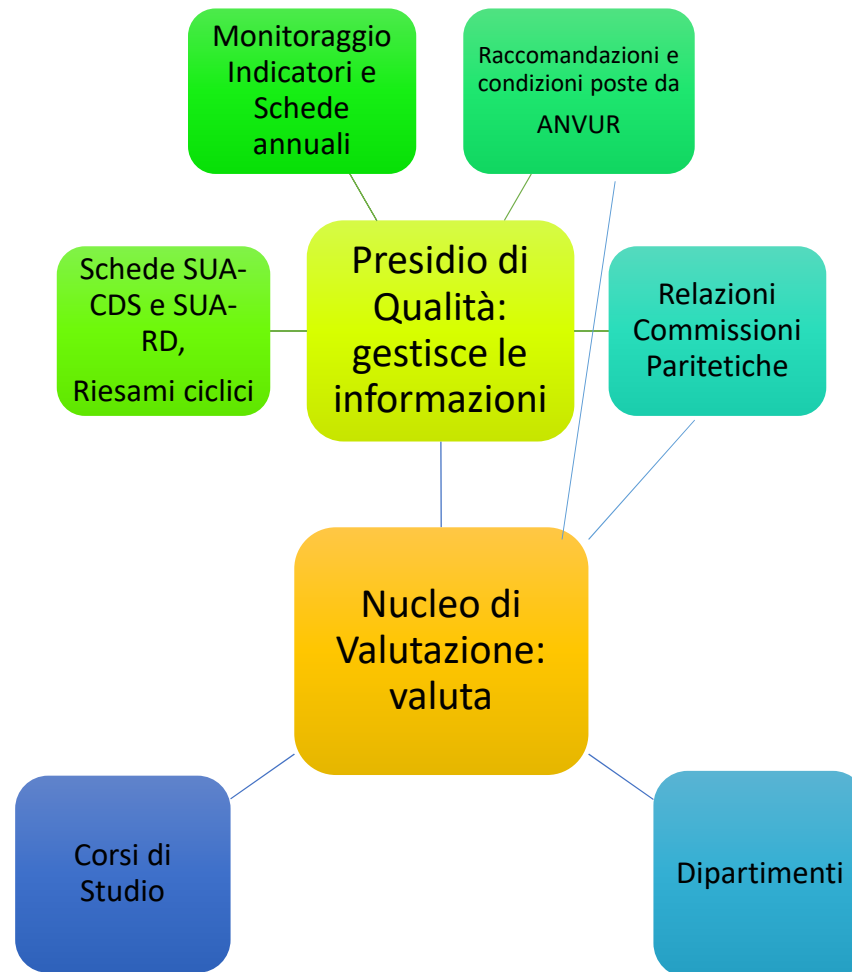 Monitoraggio
Indicatori e
Schede
annuali
Raccomandazioni e
condizioni poste da
ANVUR
Schede SUA-
CDS e SUA-
RD,
Riesami ciclici
Presidio di
Qualità:
gestisce le
informazioni
Relazioni
Commissioni
Paritetiche
Nucleo di
Valutazione:
valuta
Corsi di
Studio
Dipartimenti